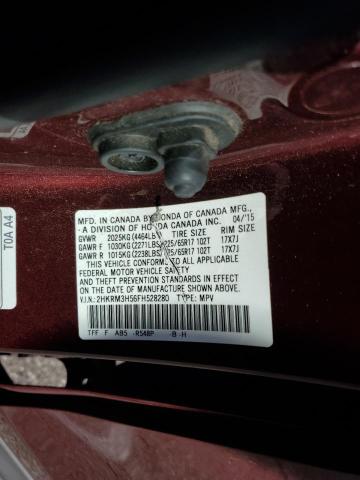 T0A A4
MFD. IN CANADA BY HONDA OF CANADA MFG., 04/'15
- A DIVISION OF HONDA CANADA INC.
GVWR 2025KG (4464LBS) TIRE SIZE RIM SIZE
GAWR F 1030KG (2271LBS) 225/65R17 102T 17X7J
GAWR R 1015KG (2238LBS) 225/65R17 102T 17X7J
THIS VEHICLE CONFORMS TO ALL APPLICABLE
FEDERAL MOTOR VEHICLE SAFETY AND
THEFT PREVENTION STANDARDS IN EFFECT ON
THE DATE OF MANUFACTURE SHOWN ABOVE.
V.I.N.: 2HKRM3H56FH528280 TYPE: MPV
TFF F AB5 -R548P B-H